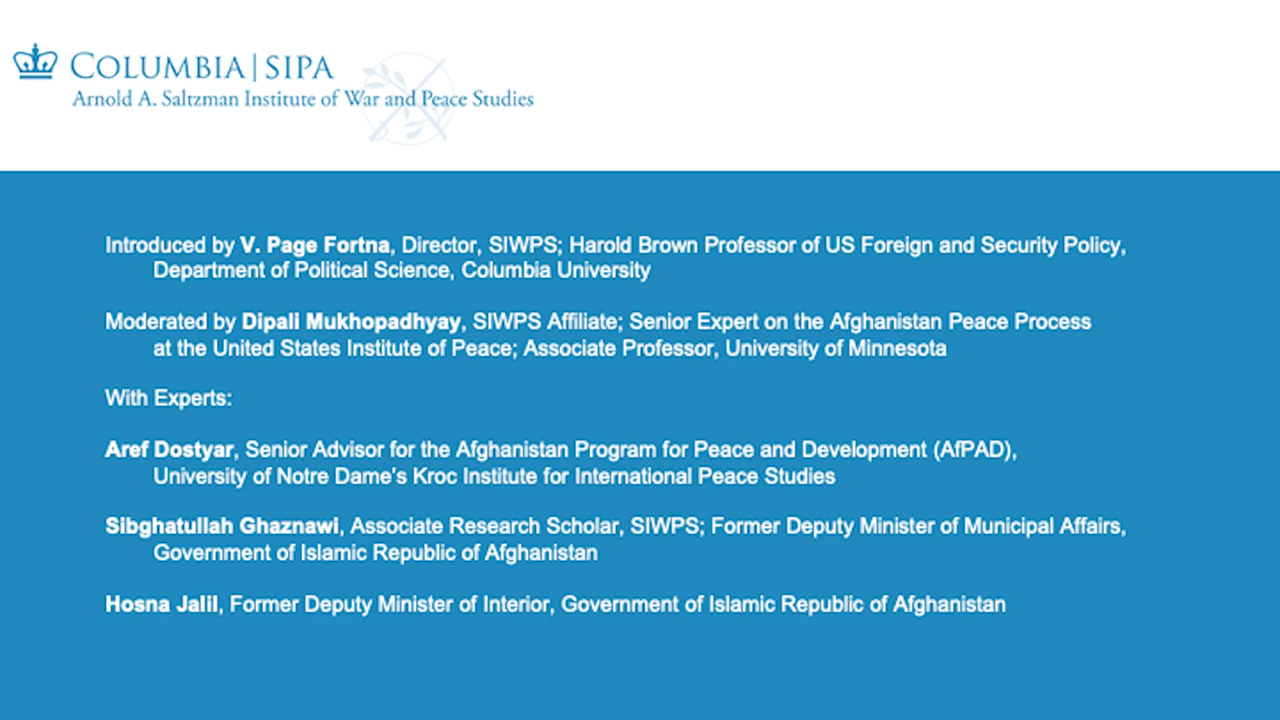 COLUMBIA | SIPA
Arnold A. Saltzman Institute of War and Peace Studies
Introduced by V. Page Fortna, Director, SIWPS; Harold Brown Professor of US Foreign and Security Policy,
Department of Political Science, Columbia University
Moderated by Dipali Mukhopadhyay, SIWPS Affiliate; Senior Expert on the Afghanistan Peace Process
at the United States Institute of Peace; Associate Professor, University of Minnesota
With Experts:
Aref Dostyar, Senior Advisor for the Afghanistan Program for Peace and Development (AfPAD),
University of Notre Dame's Kroc Institute for International Peace Studies
Sibghatullah Ghaznawi, Associate Research Scholar, SIWPS; Former Deputy Minister of Municipal Affairs,
Government of Islamic Republic of Afghanistan
Hosna Jalil, Former Deputy Minister of Interior, Government of Islamic Republic of Afghanistan